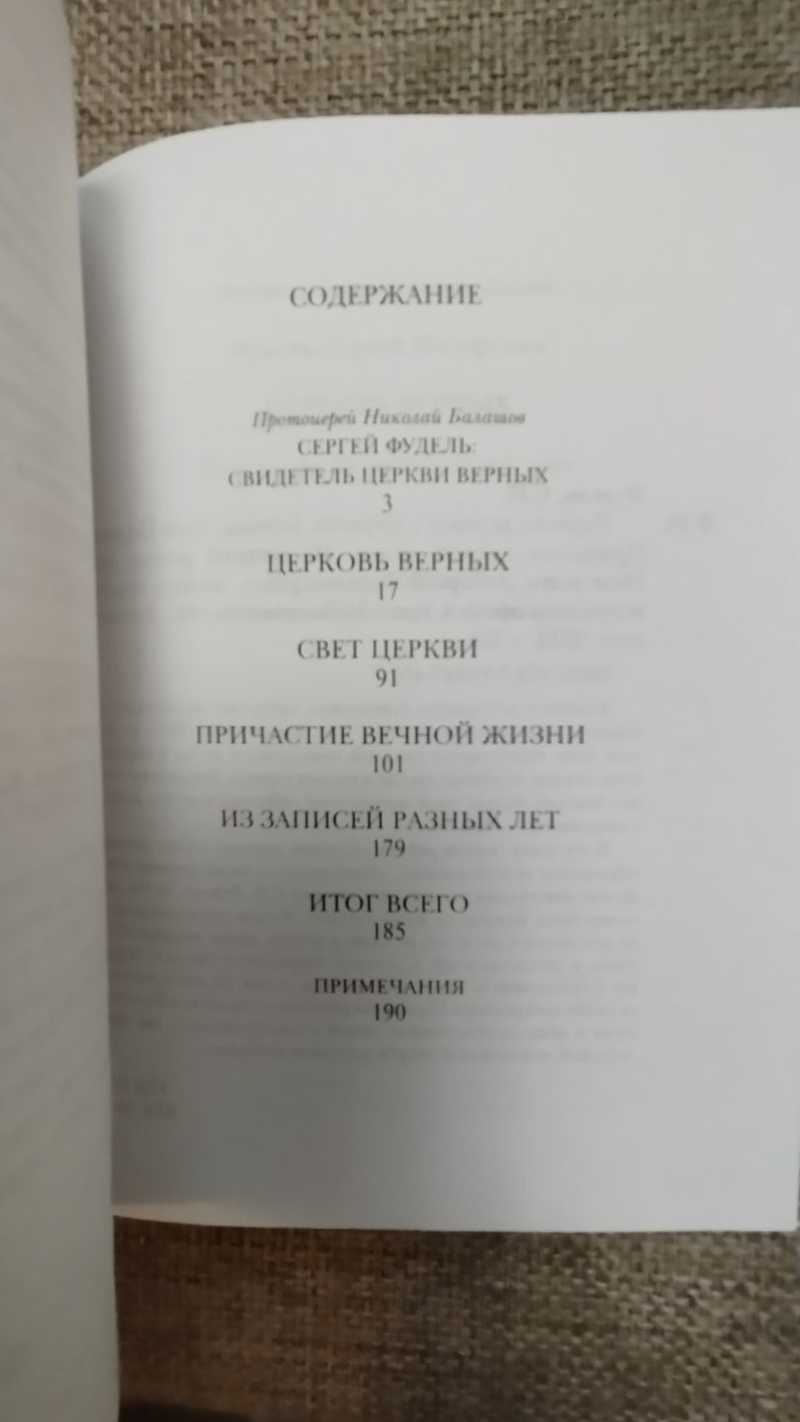 СОДЕРЖАНИЕ
Протоиерей Николай Балашов
СЕРГЕЙ ФУДЕЛЬ:
СВИДЕТЕЛЬ ЦЕРКВИ ВЕРНЫХ
3
ЦЕРКОВЬ ВЕРНЫХ
17
СВЕТ ЦЕРКВИ
91
ПРИЧАСТИЕ ВЕЧНОЙ ЖИЗНИ
101
ИЗ ЗАПИСЕЙ РАЗНЫХ ЛЕТ
179
ИТОГ ВСЕГО
185
ПРИМЕЧАНИЯ
190